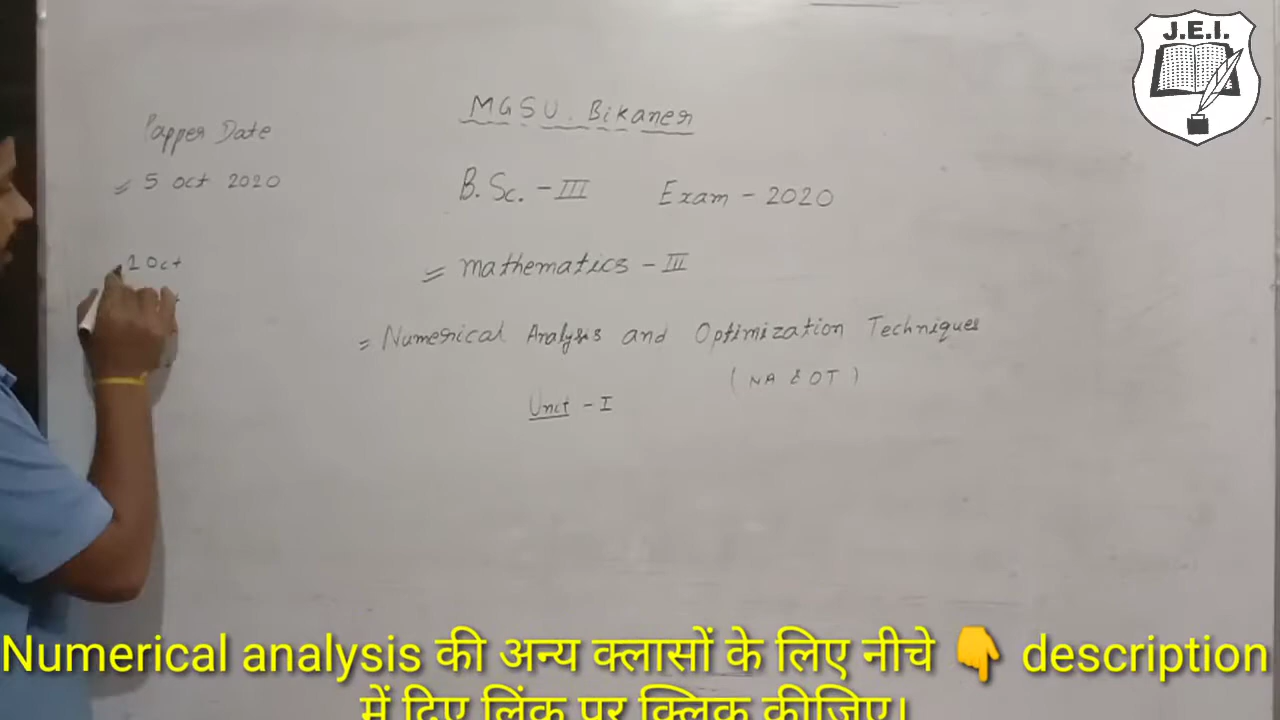 J.E.I.
MGSU. Bikaner
Papper Date
= 5 Oct 2020
B.Sc. - III Exam - 2020
1 Oct
= Mathematics - III
= Numerical Analysis and Optimization Techniques
( NA & OT )
Unit - I
Numerical analysis की अन्य क्लासों के लिए नीचे 👇 description
में दिए लिंक पर क्लिक कीजिए।